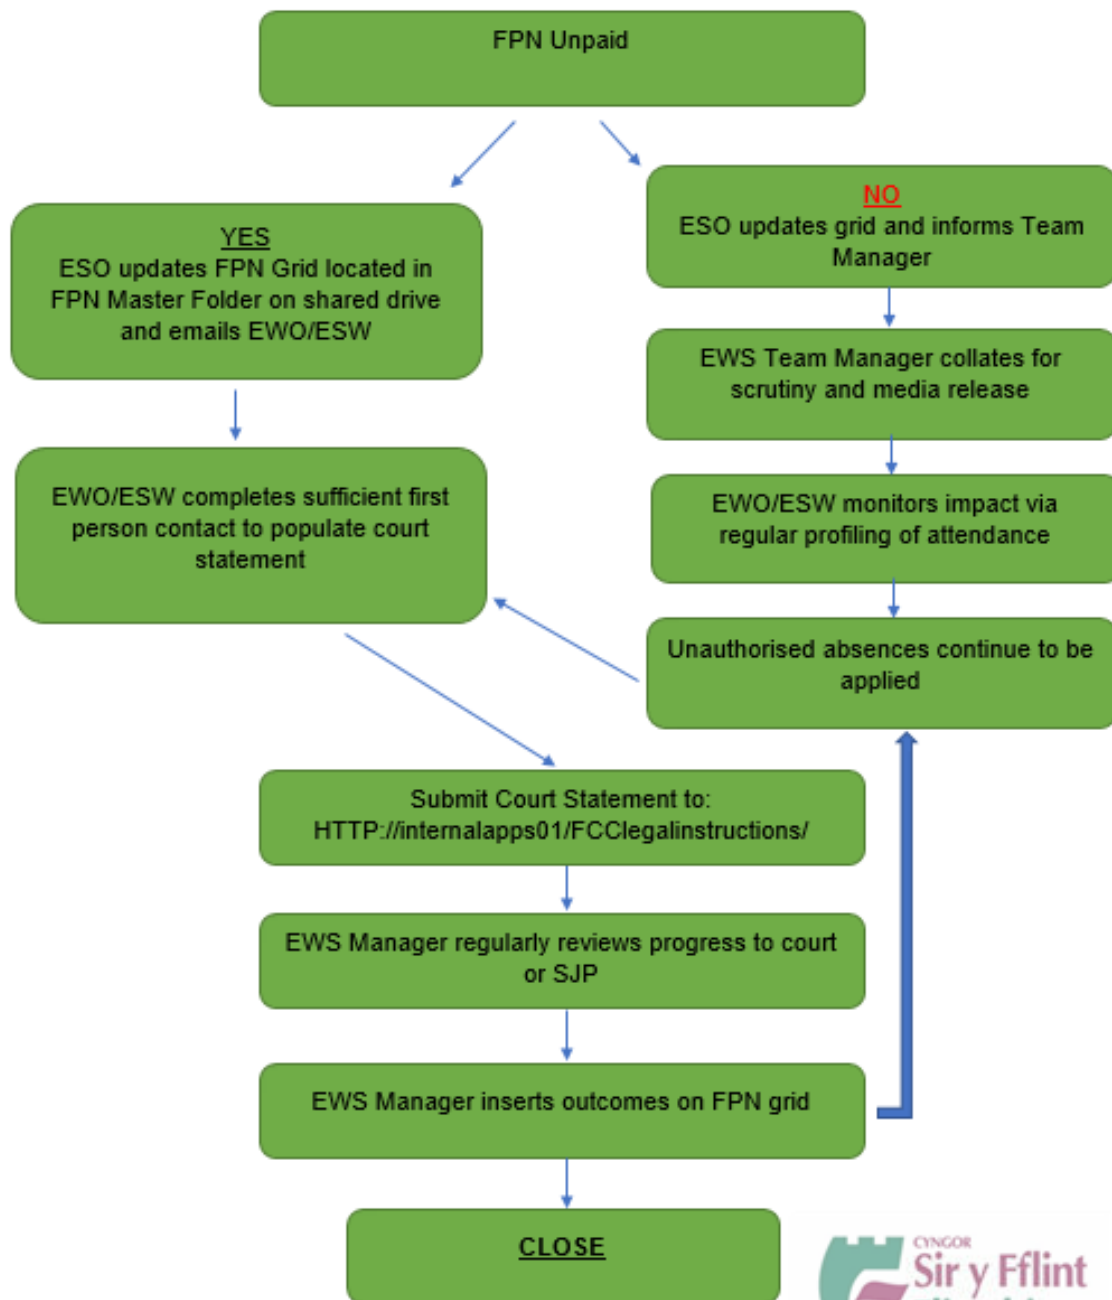 FPN Unpaid
YES
ESO updates FPN Grid located in
FPN Master Folder on shared drive
and emails EWO/ESW
NO
ESO updates grid and informs Team
Manager
EWS Team Manager collates for
scrutiny and media release
EWO/ESW completes sufficient first
person contact to populate court
statement
EWO/ESW monitors impact via
regular profiling of attendance
Unauthorised absences continue to be
applied
Submit Court Statement to:
HTTP://internalapps01/FCClegalinstructions/
EWS Manager regularly reviews progress to court
or SJP
EWS Manager inserts outcomes on FPN grid
CLOSE
CYNGOR
Sir y Fflint